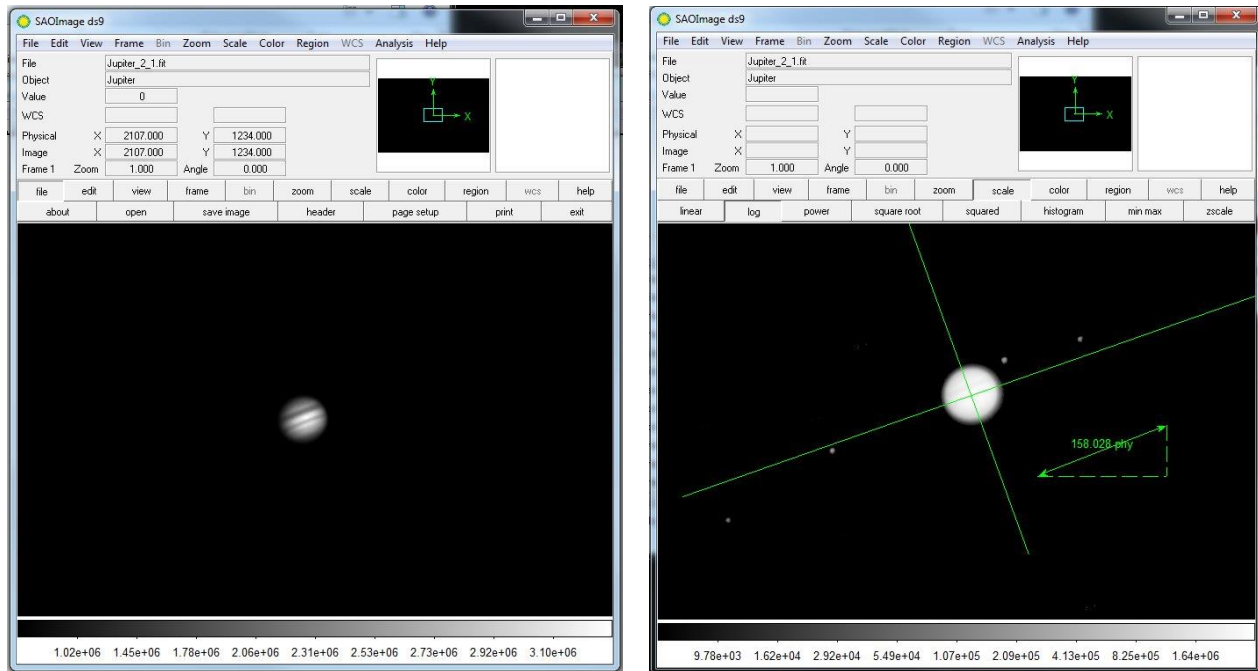 SAOImage ds9
File Edit View Frame Bin Zoom Scale Color Region WCS Analysis Help
File Jupiter_2_1.fit
Object Jupiter
Value 0
WCS
Physical X 2107.000 Y 1234.000
Image X 2107.000 Y 1234.000
Frame 1 Zoom 1.000 Angle 0.000
Y
X
file edit view frame bin zoom scale color region wcs help
about open save image header page setup print exit
1.02e+06 1.45e+06 1.78e+06 2.06e+06 2.31e+06 2.53e+06 2.73e+06 2.92e+06 3.10e+06
SAOImage ds9
File Edit View Frame Bin Zoom Scale Color Region WCS Analysis Help
File Jupiter_2_1.fit
Object Jupiter
Value
WCS
Physical X Y
Image X Y
Frame 1 Zoom 1.000 Angle 0.000
Y
X
file edit view frame bin zoom scale color region wcs help
linear log power square root squared histogram min max zscale
158.028 phy
9.78e+03 1.62e+04 2.92e+04 5.49e+04 1.07e+05 2.09e+05 4.13e+05 8.25e+05 1.64e+06